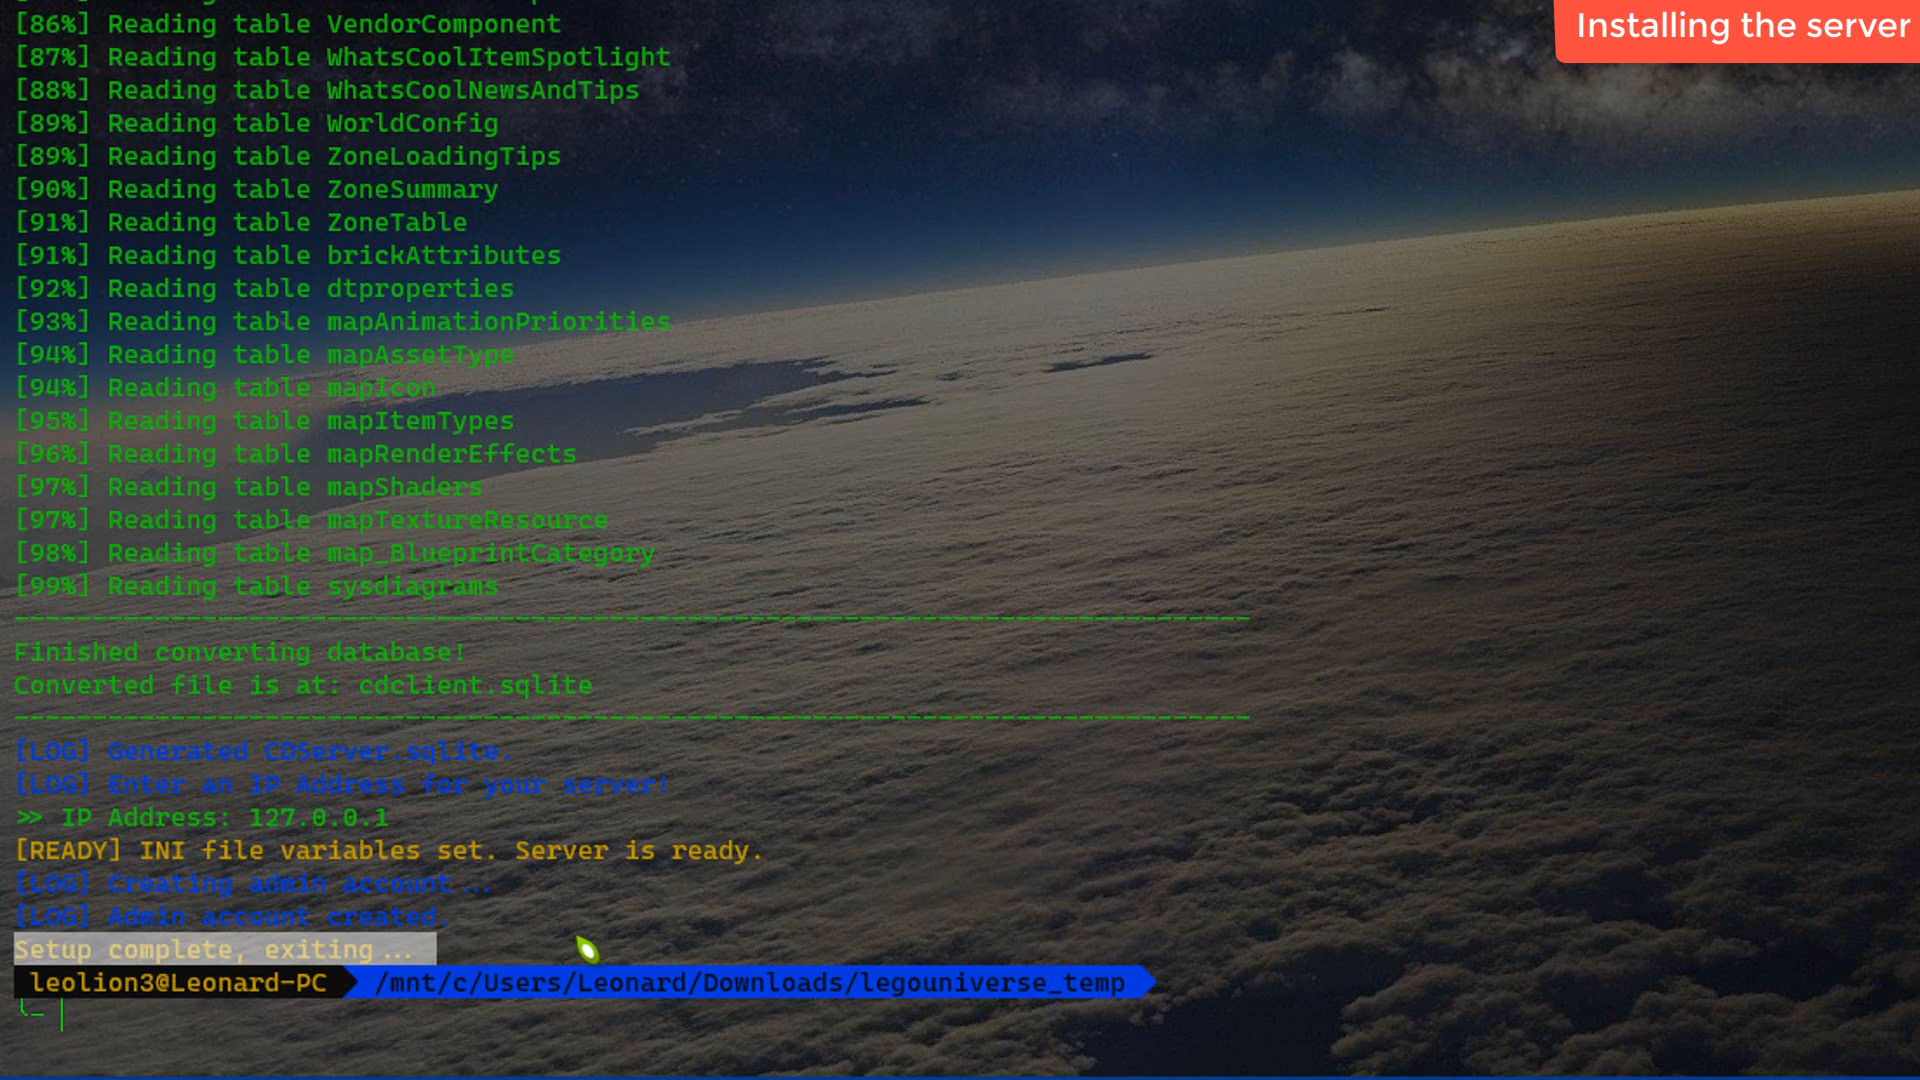 Installing the server
[86%] Reading table VendorComponent
[87%] Reading table WhatsCoolItemSpotlight
[88%] Reading table WhatsCoolNewsAndTips
[89%] Reading table WorldConfig
[89%] Reading table ZoneLoadingTips
[90%] Reading table ZoneSummary
[91%] Reading table ZoneTable
[91%] Reading table brickAttributes
[92%] Reading table dtproperties
[93%] Reading table mapAnimationPriorities
[94%] Reading table mapAssetType
[94%] Reading table mapIcon
[95%] Reading table mapItemTypes
[96%] Reading table mapRenderEffects
[97%] Reading table mapShaders
[97%] Reading table mapTextureResource
[98%] Reading table map_BlueprintCategory
[99%] Reading table sysdiagrams
-------------------------------------------------------------------------------
Finished converting database!
Converted file is at: cdclient.sqlite
-------------------------------------------------------------------------------
[LOG] Generated CDServer.sqlite.
[LOG] Enter an IP Address for your server!
>> IP Address: 127.0.0.1
[READY] INI file variables set. Server is ready.
[LOG] Creating admin account...
[LOG] Admin account created.
Setup complete, exiting...
leolion3@Leonard-PC /mnt/c/Users/Leonard/Downloads/legouniverse_temp